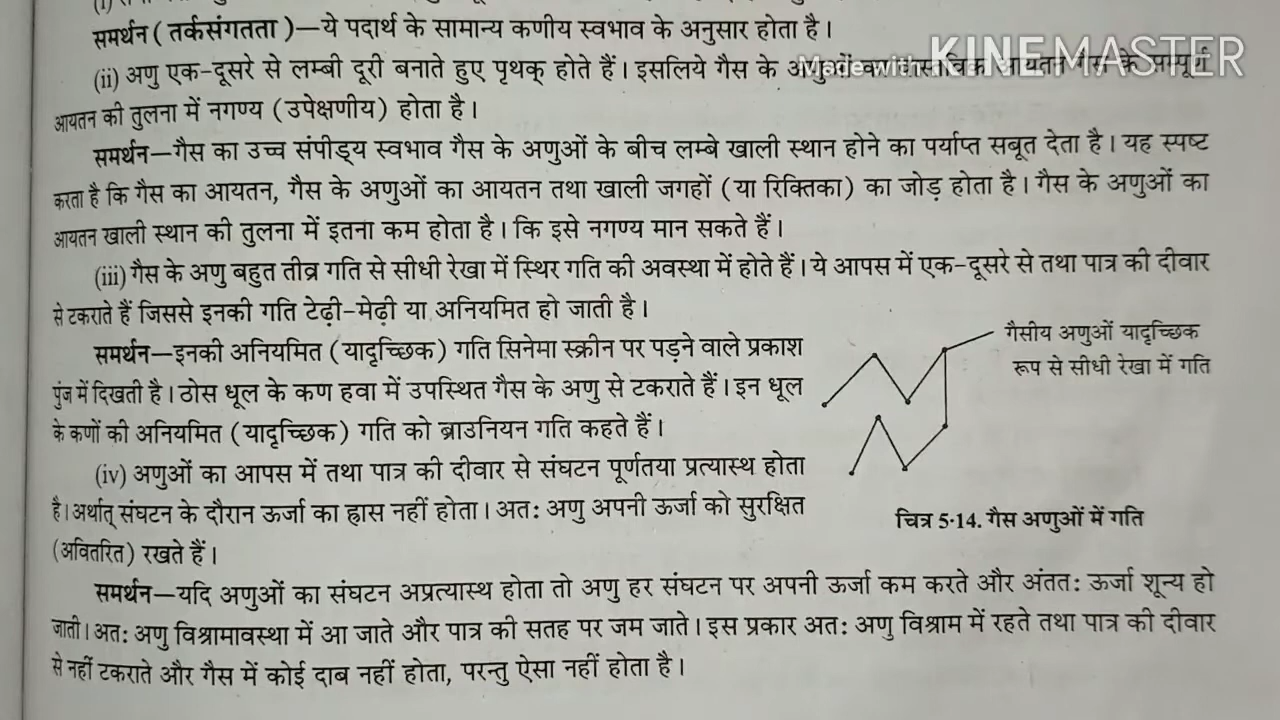 समर्थन ( तर्कसंगतता )—ये पदार्थ के सामान्य कणीय स्वभाव के अनुसार होता है।
KINEMASTER
Made with
(ii) अणु एक-दूसरे से लम्बी दूरी बनाते हुए पृथक् होते हैं। इसलिये गैस के अणुओं का वास्तविक आयतन गैस के सम्पूर्ण
आयतन की तुलना में नगण्य (उपेक्षणीय) होता है।
समर्थन—गैस का उच्च संपीड्य स्वभाव गैस के अणुओं के बीच लम्बे खाली स्थान होने का पर्याप्त सबूत देता है। यह स्पष्ट
करता है कि गैस का आयतन, गैस के अणुओं का आयतन तथा खाली जगहों (या रिक्तिका) का जोड़ होता है। गैस के अणुओं का
आयतन खाली स्थान की तुलना में इतना कम होता है। कि इसे नगण्य मान सकते हैं।
(iii) गैस के अणु बहुत तीव्र गति से सीधी रेखा में स्थिर गति की अवस्था में होते हैं। ये आपस में एक-दूसरे से तथा पात्र की दीवार
से टकराते हैं जिससे इनकी गति टेढ़ी-मेढ़ी या अनियमित हो जाती है।
समर्थन—इनकी अनियमित (यादृच्छिक) गति सिनेमा स्क्रीन पर पड़ने वाले प्रकाश
पुंज में दिखती है। ठोस धूल के कण हवा में उपस्थित गैस के अणु से टकराते हैं। इन धूल
के कणों की अनियमित (यादृच्छिक) गति को ब्राउनियन गति कहते हैं।
(iv) अणुओं का आपस में तथा पात्र की दीवार से संघटन पूर्णतया प्रत्यास्थ होता
है। अर्थात् संघटन के दौरान ऊर्जा का ह्रास नहीं होता। अतः अणु अपनी ऊर्जा को सुरक्षित
(अवितरित) रखते हैं।
गैसीय अणुओं यादृच्छिक
रूप से सीधी रेखा में गति
चित्र 5·14. गैस अणुओं में गति
समर्थन—यदि अणुओं का संघटन अप्रत्यास्थ होता तो अणु हर संघटन पर अपनी ऊर्जा कम करते और अंततः ऊर्जा शून्य हो
जाती। अतः अणु विश्रामावस्था में आ जाते और पात्र की सतह पर जम जाते। इस प्रकार अतः अणु विश्राम में रहते तथा पात्र की दीवार
से नहीं टकराते और गैस में कोई दाब नहीं होता, परन्तु ऐसा नहीं होता है।